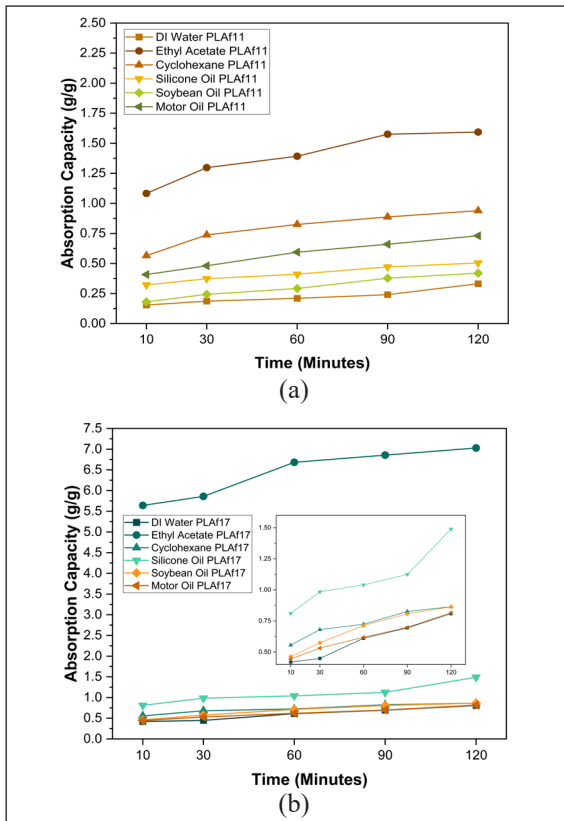 2.50
2.25
2.00
1.75
1.50
1.25
1.00
0.75
0.50
0.25
0.00
Absorption Capacity (g/g)
DI Water PLAf11
Ethyl Acetate PLAf11
Cyclohexane PLAf11
Silicone Oil PLAf11
Soybean Oil PLAf11
Motor Oil PLAf11
10 30 60 90 120
Time (Minutes)
(a)
7.5
7.0
6.5
6.0
5.5
5.0
4.5
4.0
3.5
3.0
2.5
2.0
1.5
1.0
0.5
0.0
Absorption Capacity (g/g)
DI Water PLAf17
Ethyl Acetate PLAf17
Cyclohexane PLAf17
Silicone Oil PLAf17
Soybean Oil PLAf17
Motor Oil PLAf17
1.50
1.25
1.00
0.75
0.50
10 30 60 90 120
10 30 60 90 120
Time (Minutes)
(b)